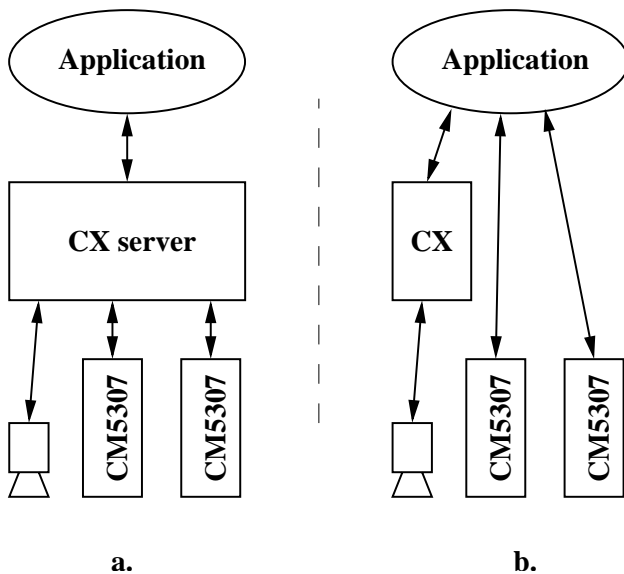 Application
CX server
CM5307
CM5307
a.
Application
CX
CM5307
CM5307
b.